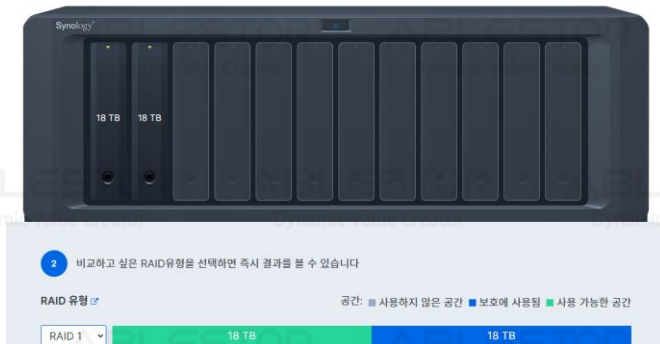 Synology
18 TB 18 TB
2 비교하고 싶은 RAID유형을 선택하면 즉시 결과를 볼 수 있습니다
RAID 유형 공간: 사용하지 않은 공간 보호에 사용됨 사용 가능한 공간
RAID 1 18 TB 18 TB